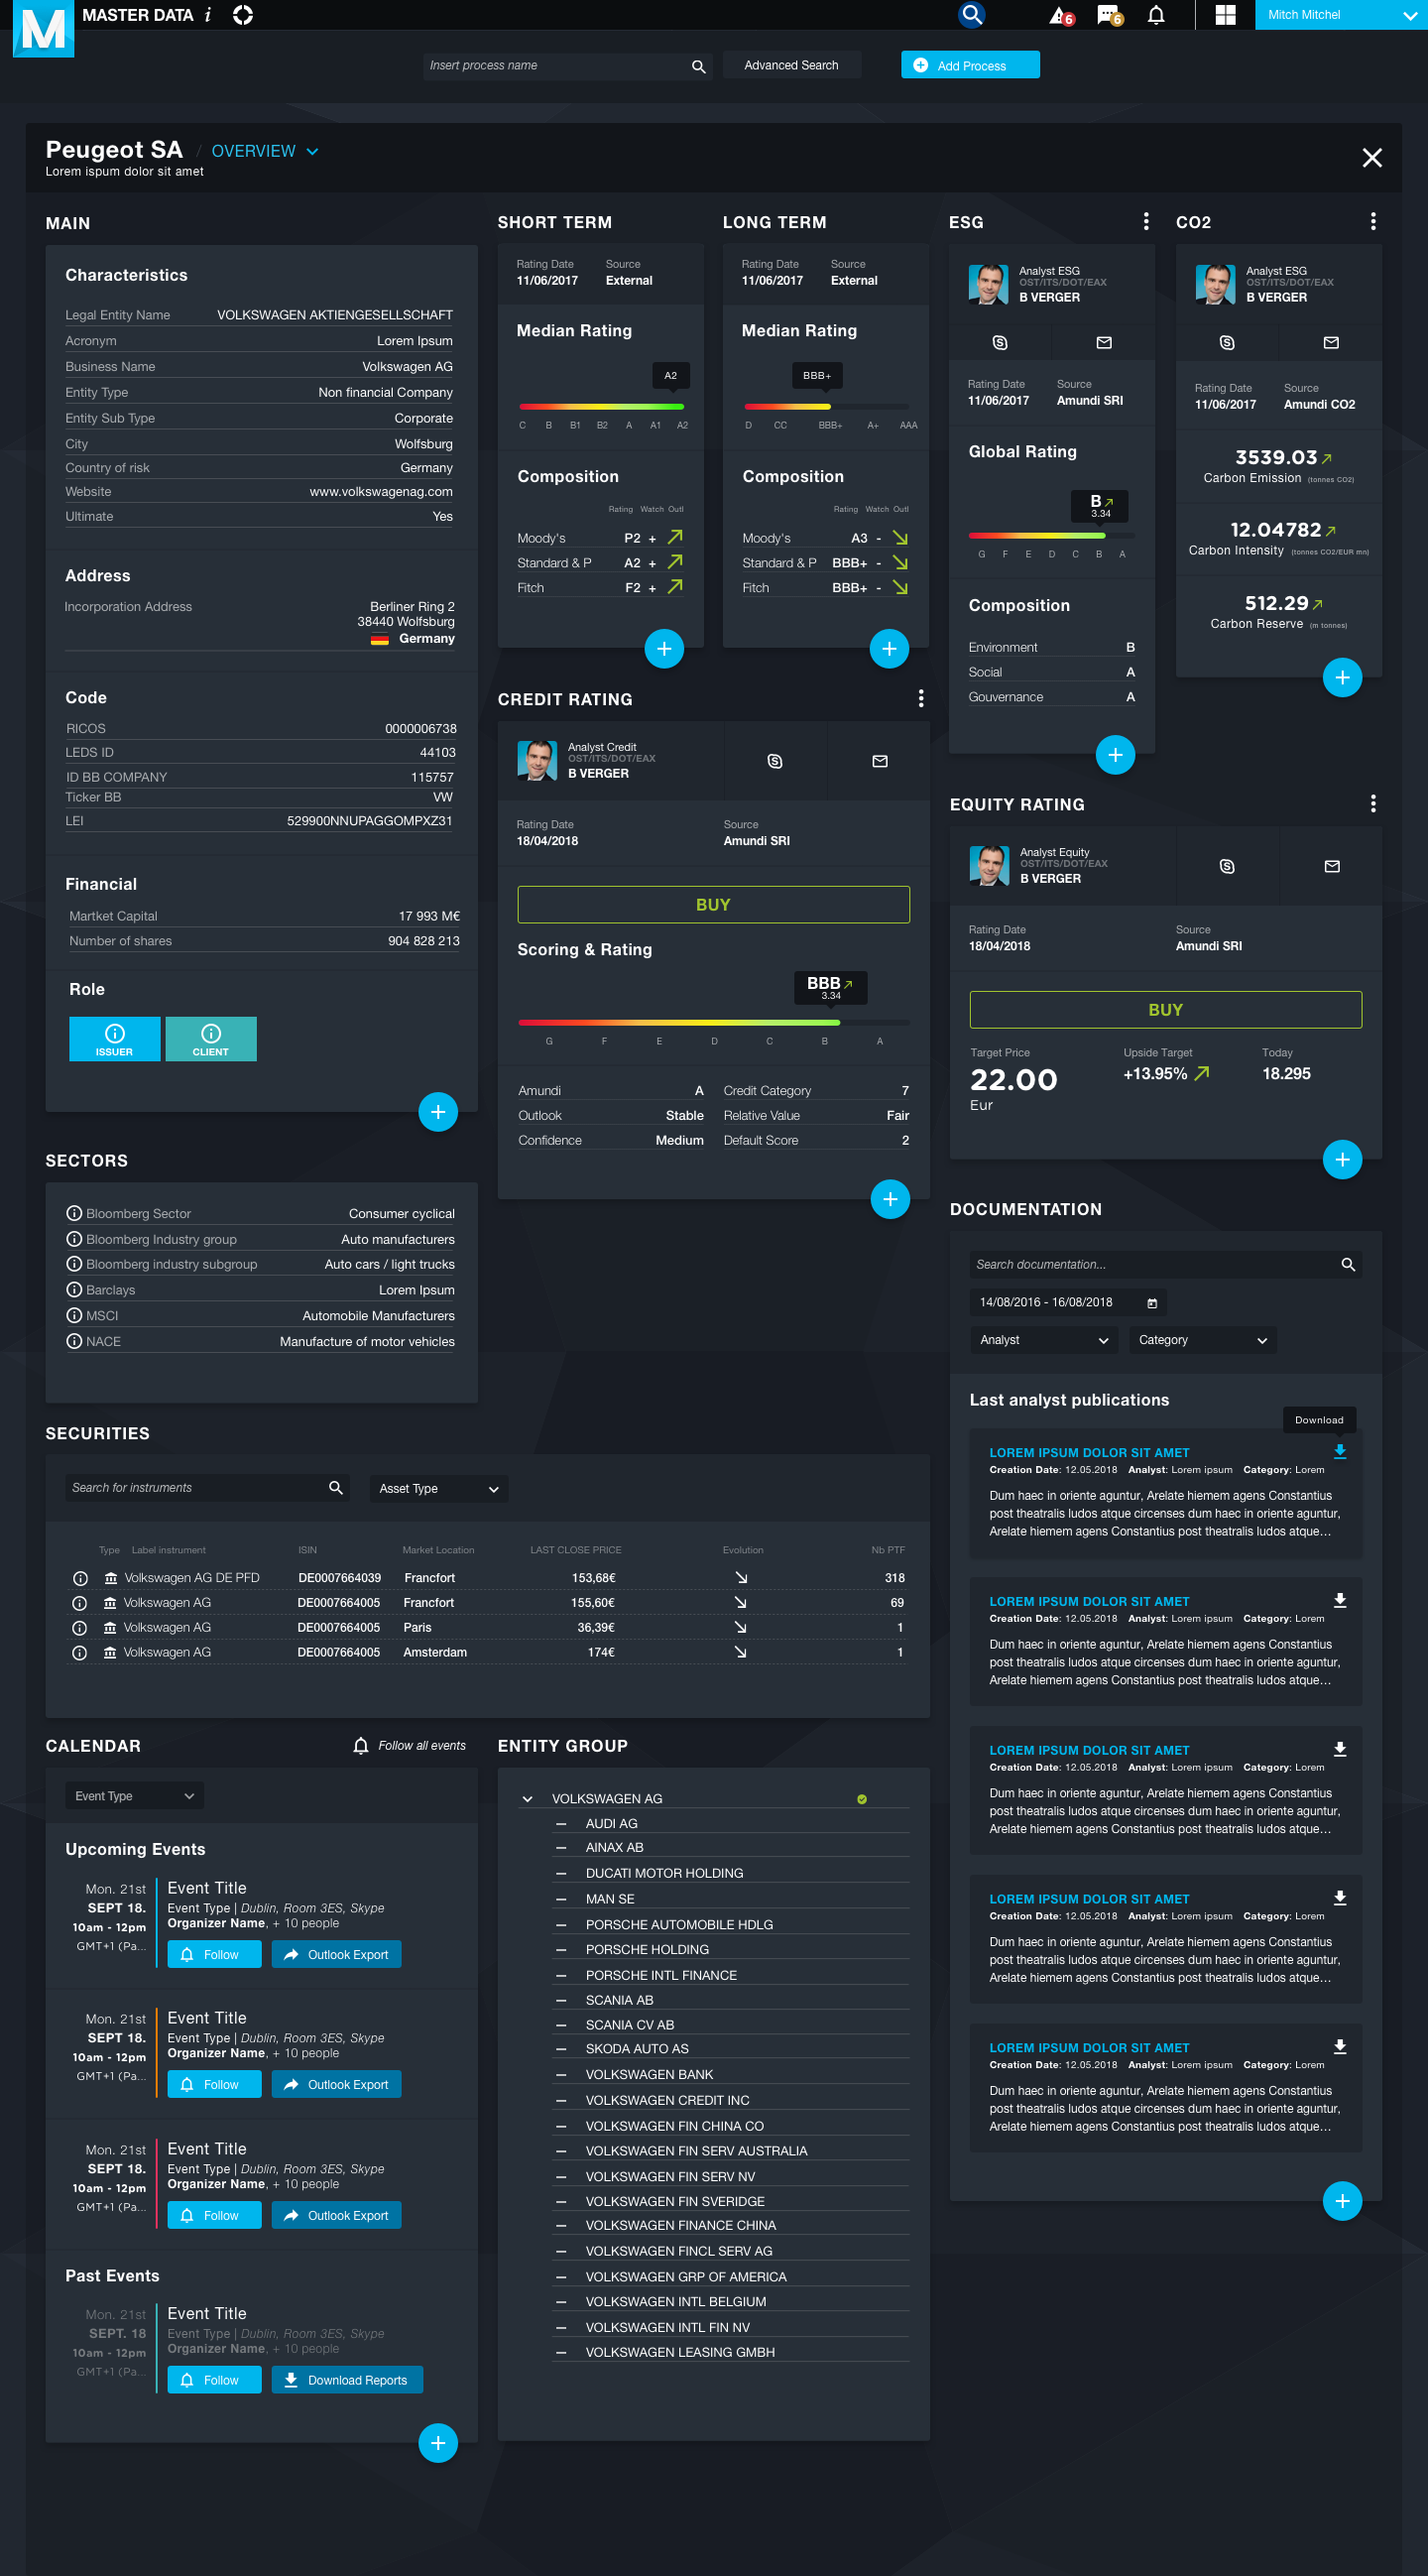 M MASTER DATA i
6
6
Mitch Mitchel
Insert process name
Advanced Search
Add Process
Peugeot SA / OVERVIEW
Lorem ispum dolor sit amet
MAIN
Characteristics
Legal Entity Name VOLKSWAGEN AKTIENGESELLSCHAFT
Acronym Lorem Ipsum
Business Name Volkswagen AG
Entity Type Non financial Company
Entity Sub Type Corporate
City Wolfsburg
Country of risk Germany
Website www.volkswagenag.com
Ultimate Yes
Address
Incorporation Address Berliner Ring 2
38440 Wolfsburg
Germany
Code
RICOS 0000006738
LEDS ID 44103
ID BB COMPANY 115757
Ticker BB VW
LEI 529900NNUPAGGOMPXZ31
Financial
Martket Capital 17 993 M€
Number of shares 904 828 213
Role
ISSUER CLIENT
SHORT TERM
Rating Date Source
11/06/2017 External
Median Rating
A2
C B B1 B2 A A1 A2
Composition
Rating Watch Outl
Moody's P2 +
Standard & P A2 +
Fitch F2 +
LONG TERM
Rating Date Source
11/06/2017 External
Median Rating
BBB+
D CC BBB+ A+ AAA
Composition
Rating Watch Outl
Moody's A3 -
Standard & P BBB+ -
Fitch BBB+ -
ESG
Analyst ESG
OST/ITS/DOT/EAX
B VERGER
Rating Date Source
11/06/2017 Amundi SRI
Global Rating
B
3.34
G F E D C B A
Composition
Environment B
Social A
Gouvernance A
CO2
Analyst ESG
OST/ITS/DOT/EAX
B VERGER
Rating Date Source
11/06/2017 Amundi CO2
3539.03
Carbon Emission (tonnes CO2)
12.04782
Carbon Intensity (tonnes CO2/EUR mn)
512.29
Carbon Reserve (m tonnes)
CREDIT RATING
Analyst Credit
OST/ITS/DOT/EAX
B VERGER
Rating Date Source
18/04/2018 Amundi SRI
BUY
Scoring & Rating
BBB
3.34
G F E D C B A
Amundi A Credit Category 7
Outlook Stable Relative Value Fair
Confidence Medium Default Score 2
EQUITY RATING
Analyst Equity
OST/ITS/DOT/EAX
B VERGER
Rating Date Source
18/04/2018 Amundi SRI
BUY
Target Price Upside Target Today
22.00 +13.95% 18.295
Eur
SECTORS
Bloomberg Sector Consumer cyclical
Bloomberg Industry group Auto manufacturers
Bloomberg industry subgroup Auto cars / light trucks
Barclays Lorem Ipsum
MSCI Automobile Manufacturers
NACE Manufacture of motor vehicles
SECURITIES
Search for instruments
Asset Type
Type Label instrument ISIN Market Location LAST CLOSE PRICE Evolution Nb PTF
Volkswagen AG DE PFD DE0007664039 Francfort 153,68€ 318
Volkswagen AG DE0007664005 Francfort 155,60€ 69
Volkswagen AG DE0007664005 Paris 36,39€ 1
Volkswagen AG DE0007664005 Amsterdam 174€ 1
DOCUMENTATION
Search documentation...
14/08/2016 - 16/08/2018
Analyst Category
Last analyst publications
Download
LOREM IPSUM DOLOR SIT AMET
Creation Date: 12.05.2018 Analyst: Lorem ipsum Category: Lorem
Dum haec in oriente aguntur, Arelate hiemem agens Constantius
post theatralis ludos atque circenses dum haec in oriente aguntur,
Arelate hiemem agens Constantius post theatralis ludos atque...
LOREM IPSUM DOLOR SIT AMET
Creation Date: 12.05.2018 Analyst: Lorem ipsum Category: Lorem
Dum haec in oriente aguntur, Arelate hiemem agens Constantius
post theatralis ludos atque circenses dum haec in oriente aguntur,
Arelate hiemem agens Constantius post theatralis ludos atque...
LOREM IPSUM DOLOR SIT AMET
Creation Date: 12.05.2018 Analyst: Lorem ipsum Category: Lorem
Dum haec in oriente aguntur, Arelate hiemem agens Constantius
post theatralis ludos atque circenses dum haec in oriente aguntur,
Arelate hiemem agens Constantius post theatralis ludos atque...
LOREM IPSUM DOLOR SIT AMET
Creation Date: 12.05.2018 Analyst: Lorem ipsum Category: Lorem
Dum haec in oriente aguntur, Arelate hiemem agens Constantius
post theatralis ludos atque circenses dum haec in oriente aguntur,
Arelate hiemem agens Constantius post theatralis ludos atque...
LOREM IPSUM DOLOR SIT AMET
Creation Date: 12.05.2018 Analyst: Lorem ipsum Category: Lorem
Dum haec in oriente aguntur, Arelate hiemem agens Constantius
post theatralis ludos atque circenses dum haec in oriente aguntur,
Arelate hiemem agens Constantius post theatralis ludos atque...
CALENDAR
Follow all events
Event Type
Upcoming Events
Mon. 21st Event Title
SEPT 18. Event Type | Dublin, Room 3ES, Skype
10am - 12pm Organizer Name, + 10 people
GMT+1 (Pa... Follow Outlook Export
Mon. 21st Event Title
SEPT 18. Event Type | Dublin, Room 3ES, Skype
10am - 12pm Organizer Name, + 10 people
GMT+1 (Pa... Follow Outlook Export
Mon. 21st Event Title
SEPT 18. Event Type | Dublin, Room 3ES, Skype
10am - 12pm Organizer Name, + 10 people
GMT+1 (Pa... Follow Outlook Export
Past Events
Mon. 21st Event Title
SEPT. 18 Event Type | Dublin, Room 3ES, Skype
10am - 12pm Organizer Name, + 10 people
GMT+1 (Pa... Follow Download Reports
ENTITY GROUP
VOLKSWAGEN AG
AUDI AG
AINAX AB
DUCATI MOTOR HOLDING
MAN SE
PORSCHE AUTOMOBILE HDLG
PORSCHE HOLDING
PORSCHE INTL FINANCE
SCANIA AB
SCANIA CV AB
SKODA AUTO AS
VOLKSWAGEN BANK
VOLKSWAGEN CREDIT INC
VOLKSWAGEN FIN CHINA CO
VOLKSWAGEN FIN SERV AUSTRALIA
VOLKSWAGEN FIN SERV NV
VOLKSWAGEN FIN SVERIDGE
VOLKSWAGEN FINANCE CHINA
VOLKSWAGEN FINCL SERV AG
VOLKSWAGEN GRP OF AMERICA
VOLKSWAGEN INTL BELGIUM
VOLKSWAGEN INTL FIN NV
VOLKSWAGEN LEASING GMBH